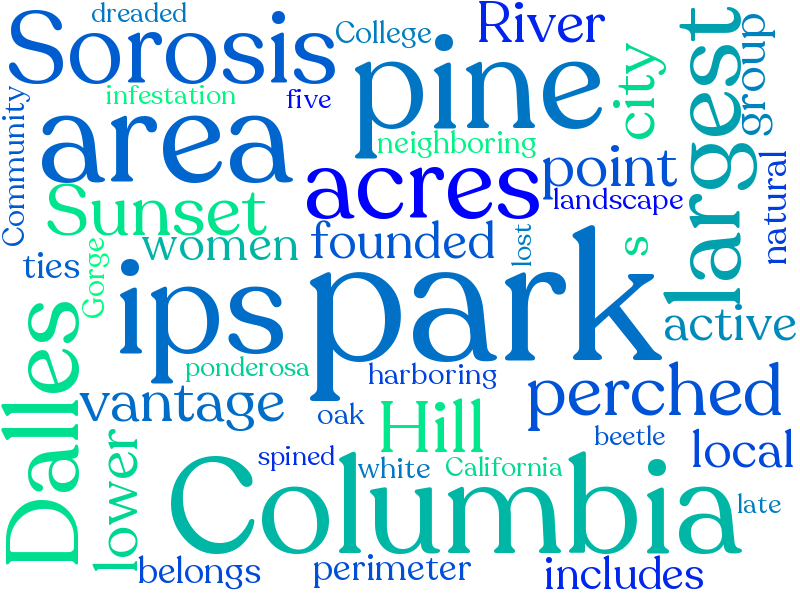 dreaded
College
River
Sorosis
pine
largest
group
city
infestation
five
Community
area
neighboring
acres
point
natural
landscape
Sunset
women
founded
lost
s
ties
Gorge
ips
park
active
Dalles
ponderosa
harboring
perched
vantage
oak
Hill
beetle
local
lower
spined
white
California
Columbia
late
belongs
perimeter
includes